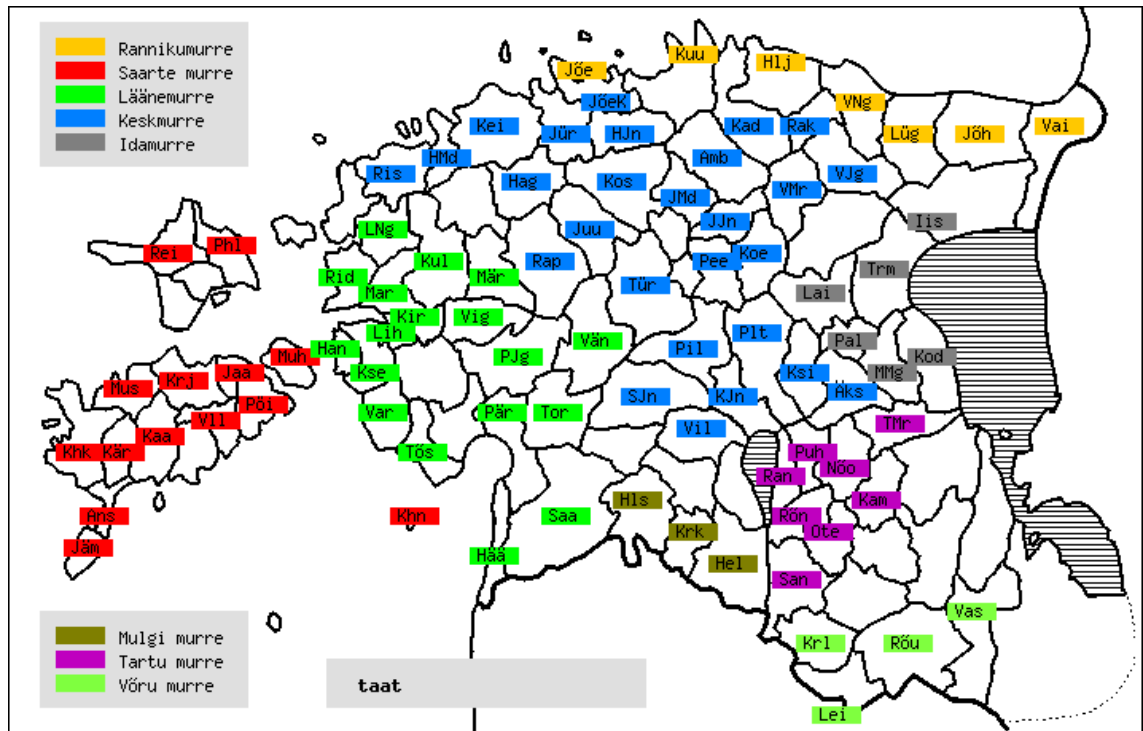 Rannikumurre
Saarte murre
Läänemurre
Keskmurre
Idamurre
Kuu
Hlj
Jõe
JõeK
VNg
Kei
Jür
HJn
Kad
Rak
Lüg
Jõh
Vai
HMd
Ris
Hag
Kos
Amb
VMr
VJg
JMd
LNg
Juu
JJn
Iis
Rei
Phl
Kul
Mär
Rap
Pee
Koe
Rid
Mar
Tür
Lai
Trm
Kir
Vig
Lih
Han
Vän
Pil
Plt
Pal
Kod
Muh
PJg
Mus
Krj
Jaa
Kse
Ksi
MMg
Äks
Põi
Vll
Var
Pär
Tor
SJn
KJn
Khk
Kär
Kaa
Tõs
Vil
TMr
Puh
Nõo
Ran
Ans
Khn
Saa
Hls
Kam
Rõn
Ote
Jäm
Hää
Krk
Hel
San
Vas
Krl
Rõu
Lei
Mulgi murre
Tartu murre
Võru murre
taat